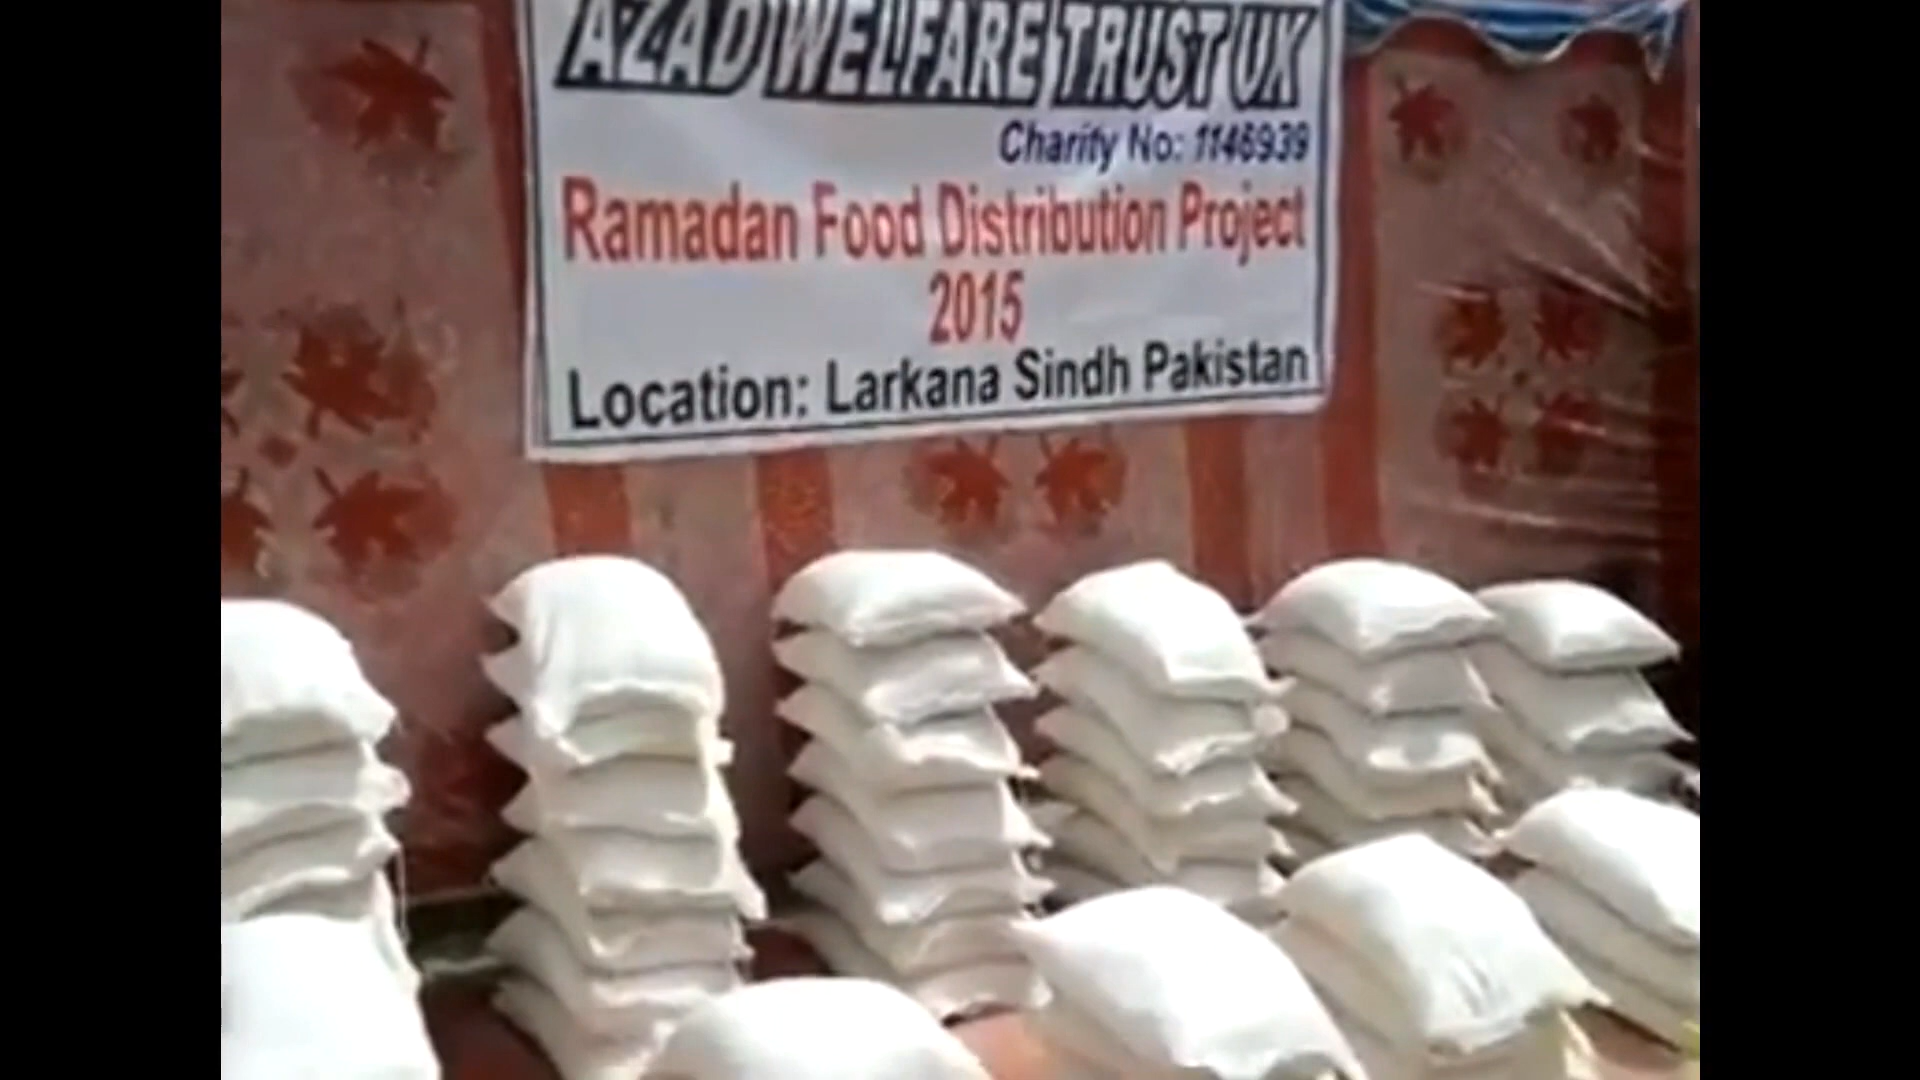 AZAD WELFARE TRUST UK
Charity No: 1146939
Ramadan Food Distribution Project
2015
Location: Larkana Sindh Pakistan